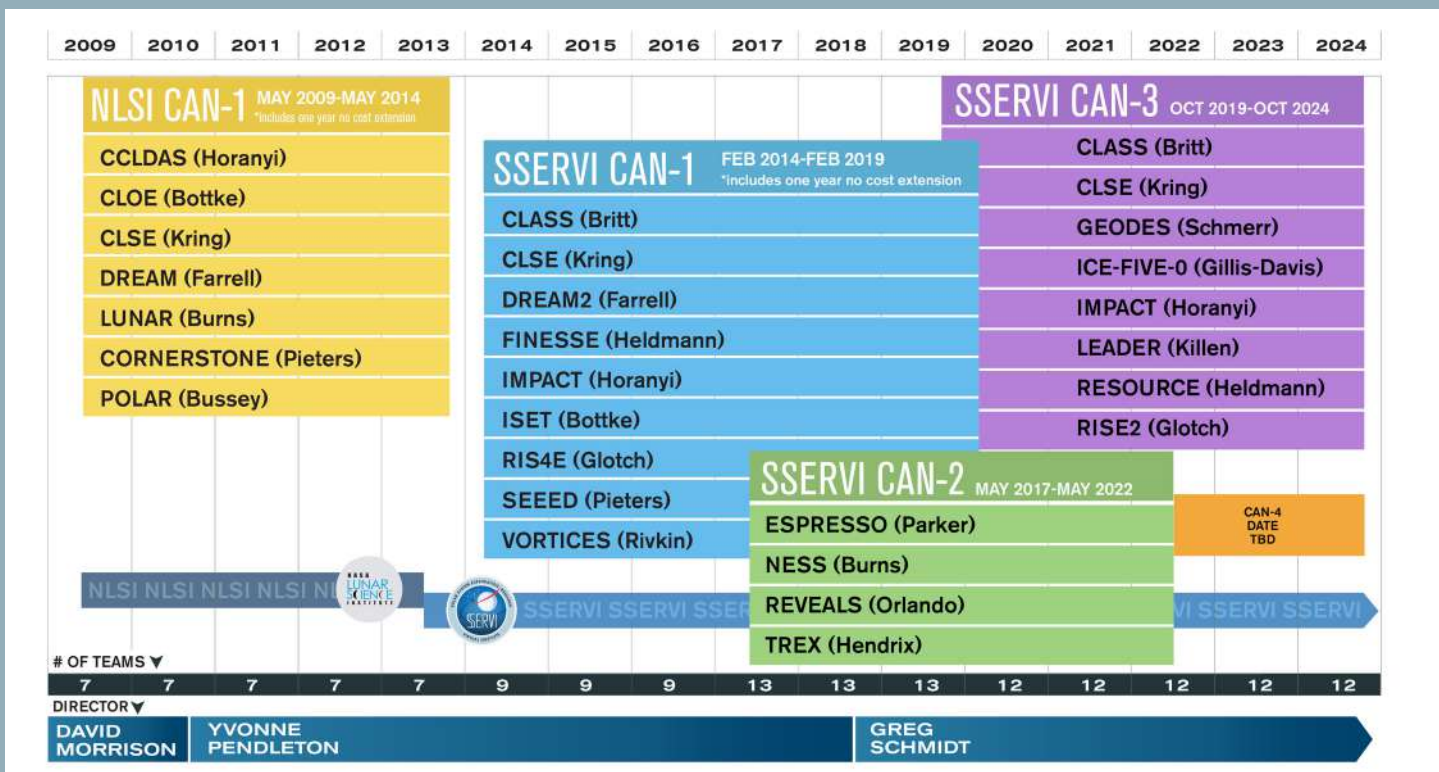 2009 2010 2011 2012 2013 2014 2015 2016 2017 2018 2019 2020 2021 2022 2023 2024
NLSI CAN-1 MAY 2009-MAY 2014
*includes one year no cost extension
CCLDAS (Horanyi)
CLOE (Bottke)
CLSE (Kring)
DREAM (Farrell)
LUNAR (Burns)
CORNERSTONE (Pieters)
POLAR (Bussey)
SSERVI CAN-1 FEB 2014-FEB 2019
*includes one year no cost extension
CLASS (Britt)
CLSE (Kring)
DREAM2 (Farrell)
FINESSE (Heldmann)
IMPACT (Horanyi)
ISET (Bottke)
RIS4E (Glotch)
SEEED (Pieters)
VORTICES (Rivkin)
SSERVI CAN-3 OCT 2019-OCT 2024
CLASS (Britt)
CLSE (Kring)
GEODES (Schmerr)
ICE-FIVE-0 (Gillis-Davis)
IMPACT (Horanyi)
LEADER (Killen)
RESOURCE (Heldmann)
RISE2 (Glotch)
SSERVI CAN-2 MAY 2017-MAY 2022
ESPRESSO (Parker)
NESS (Burns)
REVEALS (Orlando)
TREX (Hendrix)
CAN-4
DATE
TBD
NLSI NLSI NLSI NLSI NL
NASA
LUNAR
SCIENCE
INSTITUTE
SSERVI
SSERVI SSERVI SSE
VI SSERVI SSERVI
# OF TEAMS
7 7 7 7 7 9 9 9 13 13 13 12 12 12 12 12
DIRECTOR
DAVID
MORRISON
YVONNE
PENDLETON
GREG
SCHMIDT